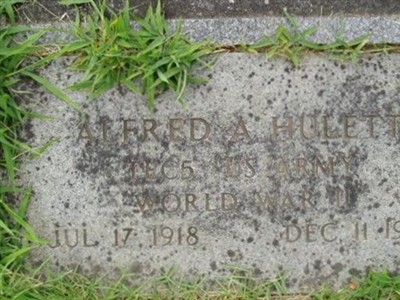 ALFRED A HULETT
TEC5 US ARMY
WORLD WAR II
JUL 17 1918 DEC 11 19